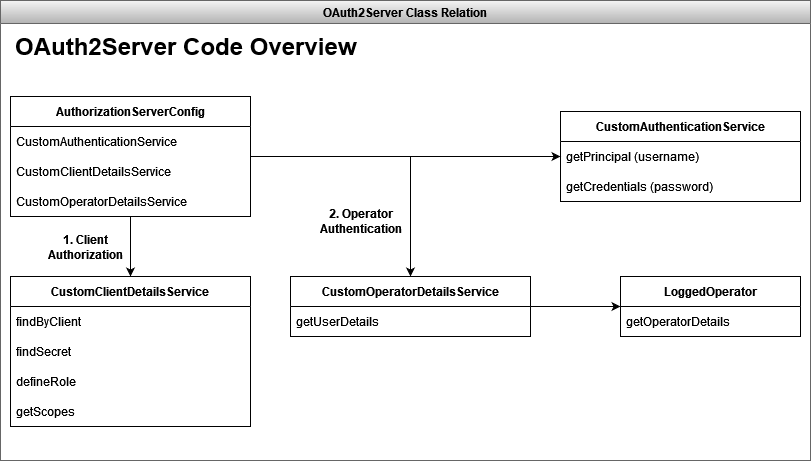 OAuth2Server Class Relation
OAuth2Server Code Overview
AuthorizationServerConfig
CustomAuthenticationService
CustomClientDetailsService
CustomOperatorDetailsService
CustomAuthenticationService
getPrincipal (username)
getCredentials (password)
1. Client
Authorization
2. Operator
Authentication
CustomClientDetailsService
findByClient
findSecret
defineRole
getScopes
CustomOperatorDetailsService
getUserDetails
LoggedOperator
getOperatorDetails